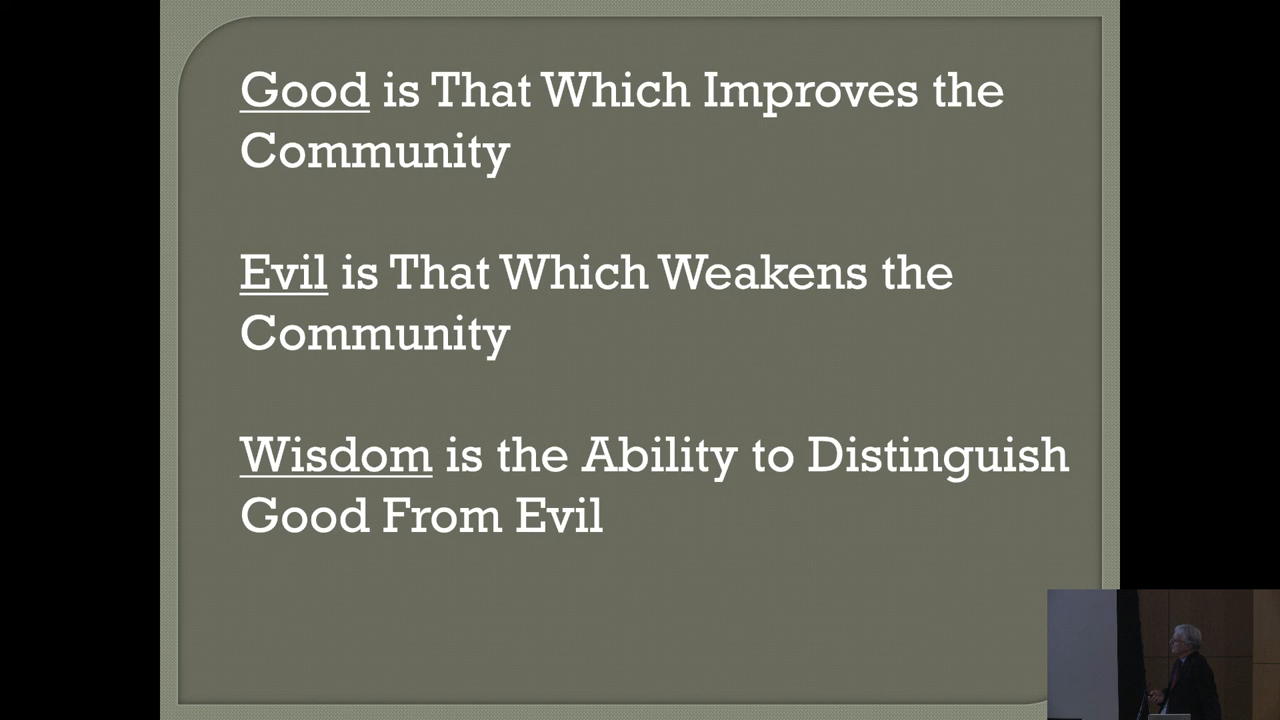 Good is That Which Improves the
Community
Evil is That Which Weakens the
Community
Wisdom is the Ability to Distinguish
Good From Evil